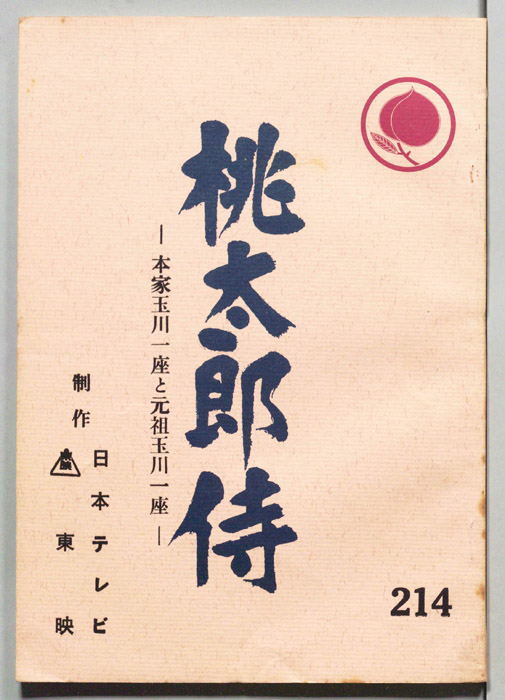 桃太郎侍
― 本家玉川一座と元祖玉川一座 ―
制作
日本テレビ
東映
214